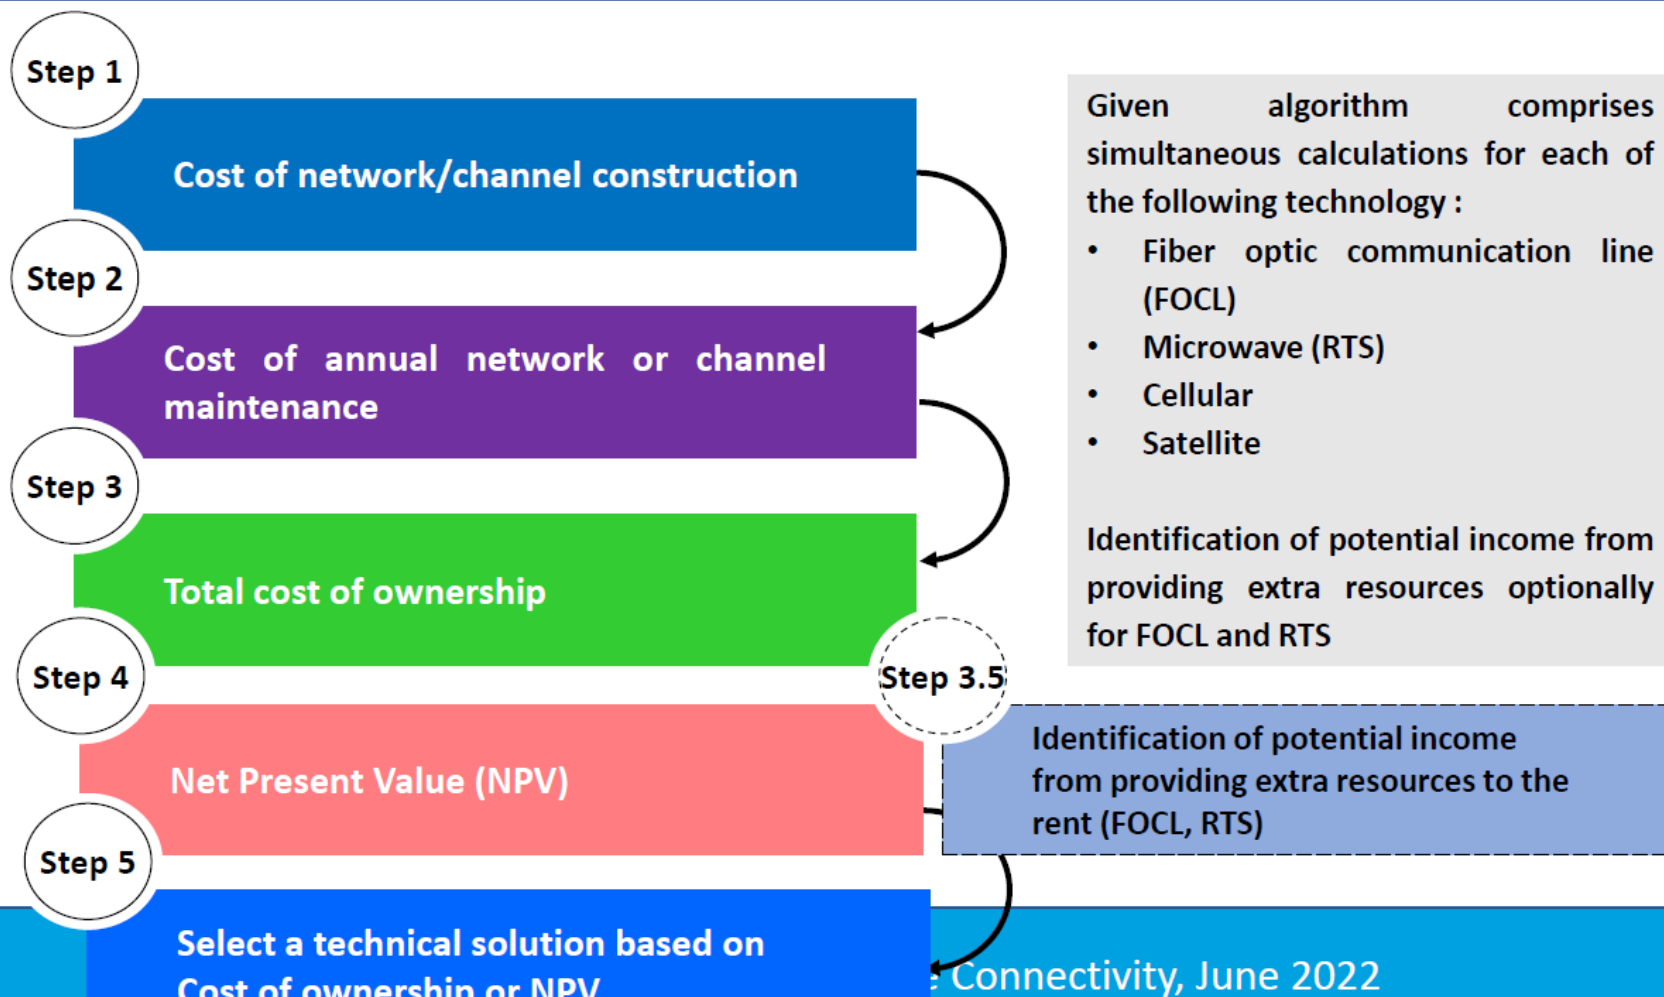 Step 1
Cost of network/channel construction
Step 2
Cost of annual network or channel
maintenance
Step 3
Total cost of ownership
Step 4
Net Present Value (NPV)
Step 3.5
Identification of potential income
from providing extra resources to the
rent (FOCL, RTS)
Step 5
Select a technical solution based on
Cost of ownership or NPV
Given algorithm comprises
simultaneous calculations for each of
the following technology :
• Fiber optic communication line
(FOCL)
• Microwave (RTS)
• Cellular
• Satellite
Identification of potential income from
providing extra resources optionally
for FOCL and RTS
Connectivity, June 2022